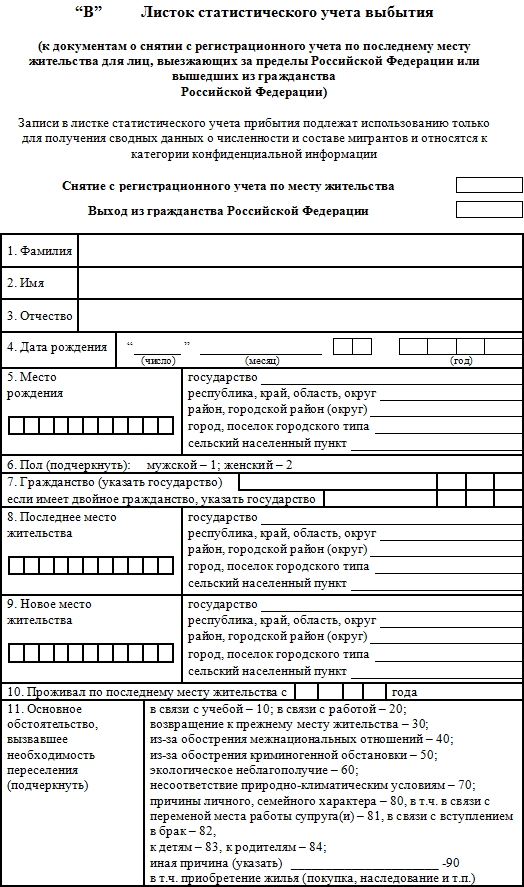 “В” Листок статистического учета выбытия
(к документам о снятии с регистрационного учета по последнему месту
жительства для лиц, выезжающих за пределы Российской Федерации или
вышедших из гражданства
Российской Федерации)
Записи в листке статистического учета прибытия подлежат использованию только
для получения сводных данных о численности и составе мигрантов и относятся к
категории конфиденциальной информации
Снятие с регистрационного учета по месту жительства
Выход из гражданства Российской Федерации
1. Фамилия
2. Имя
3. Отчество
4. Дата рождения “_______ ” ____________________
(число) (месяц) (год)
5. Место
рождения
государство
республика, край, область, округ
район, городской район (округ)
город, поселок городского типа
сельский населенный пункт
6. Пол (подчеркнуть): мужской – 1; женский – 2
7. Гражданство (указать государство)
если имеет двойное гражданство, указать государство
8. Последнее место
жительства
государство
республика, край, область, округ
район, городской район (округ)
город, поселок городского типа
сельский населенный пункт
9. Новое место
жительства
государство
республика, край, область, округ
район, городской район (округ)
город, поселок городского типа
сельский населенный пункт
10. Проживал по последнему месту жительства с года
11. Основное
обстоятельство,
вызвавшее
необходимость
переселения
(подчеркнуть)
в связи с учебой – 10; в связи с работой – 20;
возвращение к прежнему месту жительства – 30;
из-за обострения межнациональных отношений – 40;
из-за обострения криминогенной обстановки – 50;
экологическое неблагополучие – 60;
несоответствие природно-климатическим условиям – 70;
причины личного, семейного характера – 80, в т.ч. в связи с
переменой места работы супруга(и) – 81, в связи с вступлением
в брак – 82,
к детям – 83, к родителям – 84;
иная причина (указать) ________________________ -90
в т.ч. приобретение жилья (покупка, наследование и т.п.)